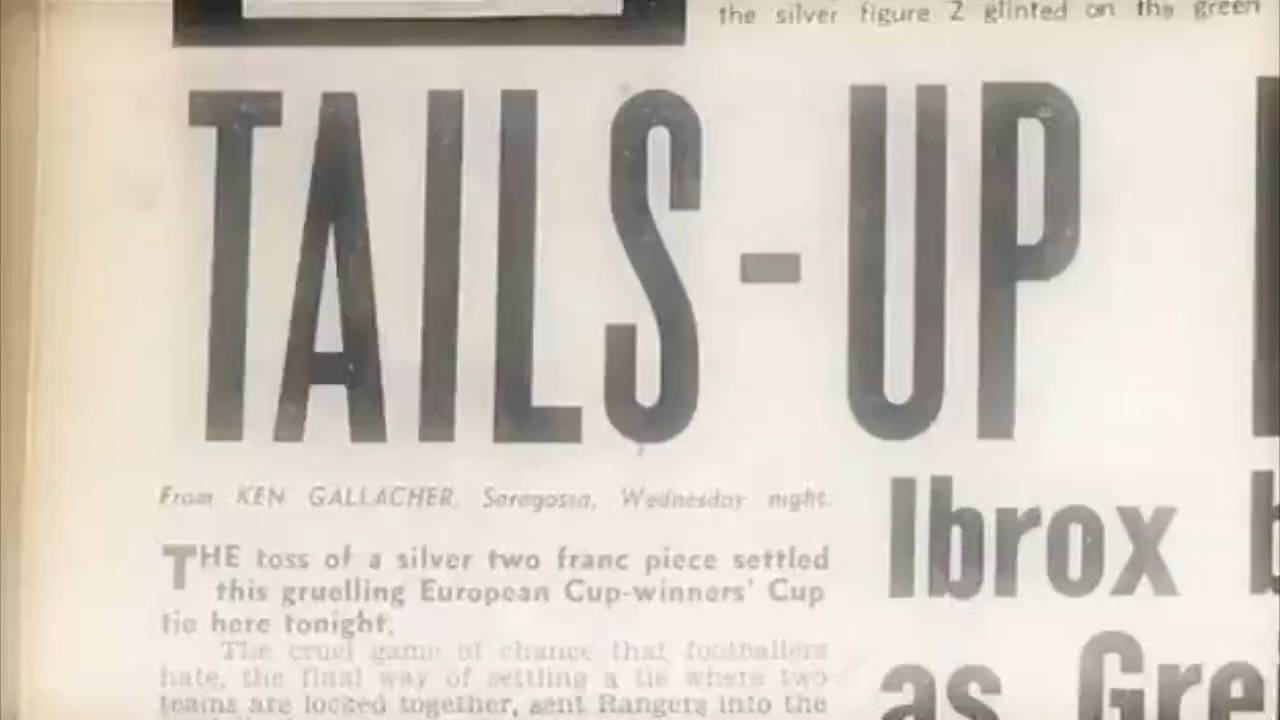 the silver figure 2 glinted on the green
TAILS-UP
From KEN GALLACHER, Saragossa, Wednesday night.
THE toss of a silver two franc piece settled
this gruelling European Cup-winners' Cup
tie here tonight.
The cruel game of chance that footballers
hate, the final way of settling a tie where two
teams are locked together, sent Rangers into the
Ibrox b
as Gre